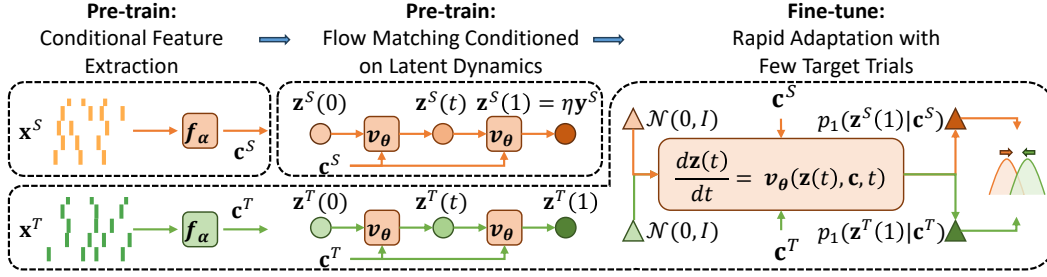 Pre-train:
Conditional Feature
Extraction
Pre-train:
Flow Matching Conditioned
on Latent Dynamics
Fine-tune:
Rapid Adaptation with
Few Target Trials
x^S
f_α
c^S
z^S(0)
z^S(t)
z^S(1) = ηy^S
v_θ
v_θ
c^S
x^T
f_α
c^T
z^T(0)
z^T(t)
z^T(1)
v_θ
v_θ
c^T
c^S
N(0, I)
p_1(z^S(1)|c^S)
dz(t)/dt = v_θ(z(t), c, t)
N(0, I)
p_1(z^T(1)|c^T)
c^T